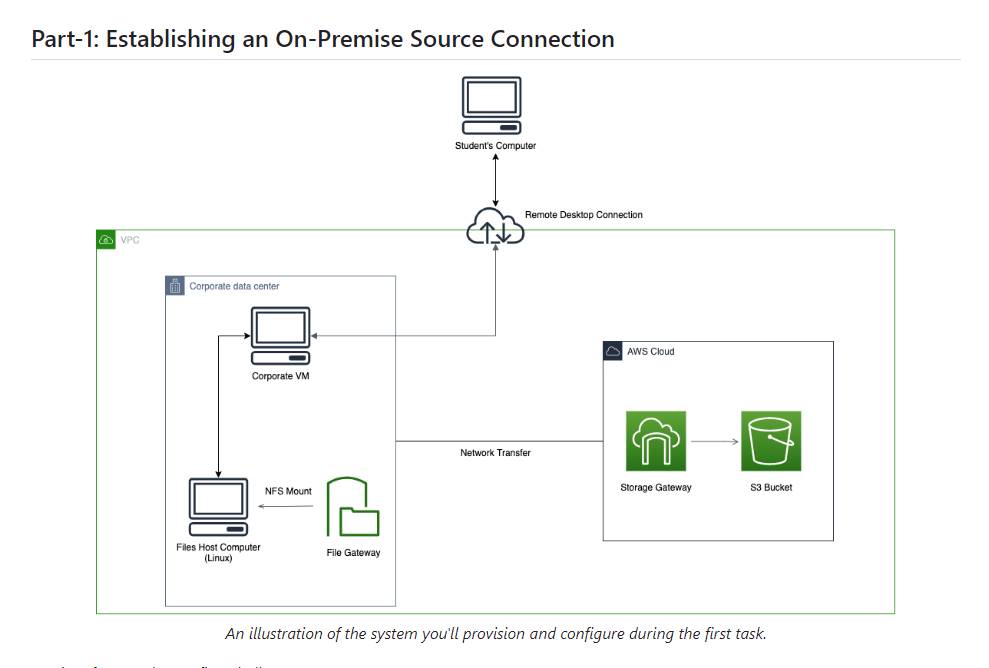 Part-1: Establishing an On-Premise Source Connection
Student's Computer
Remote Desktop Connection
VPC
Corporate data center
Corporate VM
AWS Cloud
Network Transfer
Storage Gateway
S3 Bucket
NFS Mount
Files Host Computer
(Linux)
File Gateway
An illustration of the system you'll provision and configure during the first task.